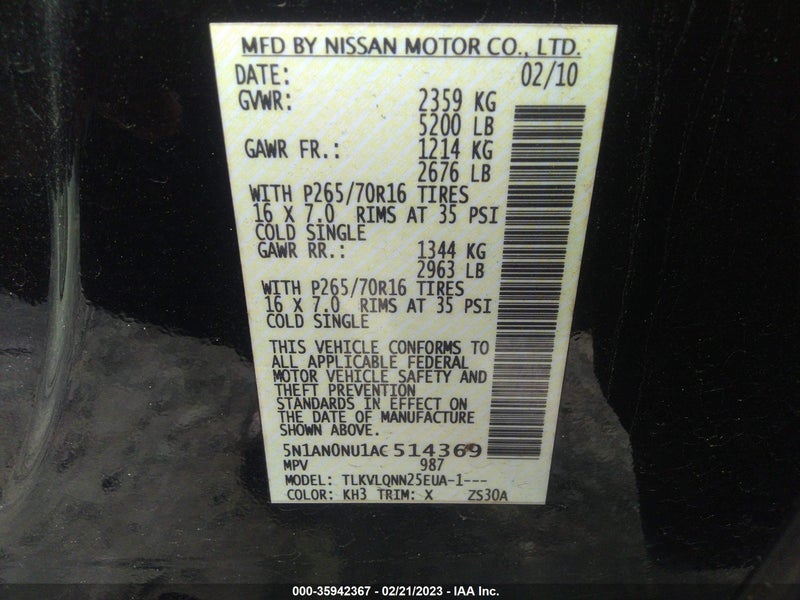 MFD BY NISSAN MOTOR CO., LTD.
DATE: 02/10
GVWR: 2359 KG
5200 LB
GAWR FR.: 1214 KG
2676 LB
WITH P265/70R16 TIRES
16 X 7.0 RIMS AT 35 PSI
COLD SINGLE
GAWR RR.: 1344 KG
2963 LB
WITH P265/70R16 TIRES
16 X 7.0 RIMS AT 35 PSI
COLD SINGLE
THIS VEHICLE CONFORMS TO
ALL APPLICABLE FEDERAL
MOTOR VEHICLE SAFETY AND
THEFT PREVENTION
STANDARDS IN EFFECT ON
THE DATE OF MANUFACTURE
SHOWN ABOVE.
5N1AN0NU1AC514369
MPV 987
MODEL: TLKVLQNN25EUA-1---
COLOR: KH3 TRIM: X ZS30A
000-35942367 - 02/21/2023 - IAA Inc.